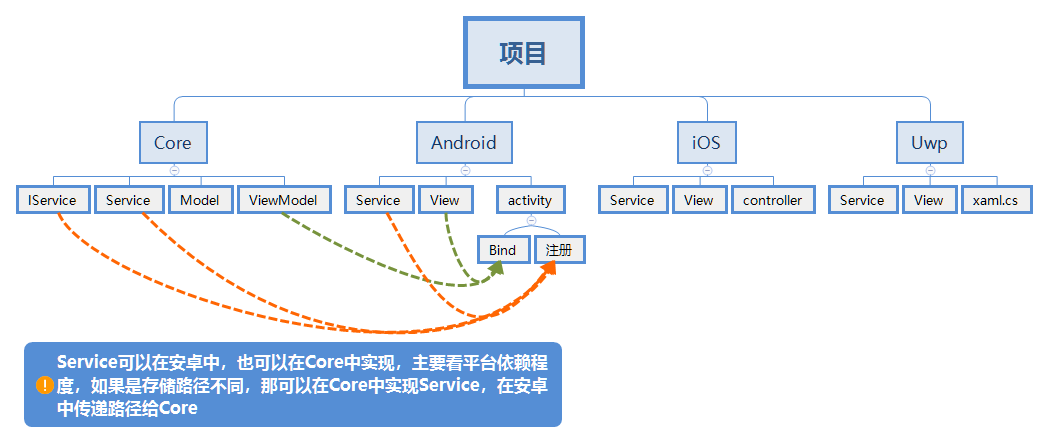 项目
Core
Android
iOS
Uwp
IService
Service
Model
ViewModel
Service
View
activity
Service
View
controller
Service
View
xaml.cs
Bind
注册
Service可以在安卓中，也可以在Core中实现，主要看平台依赖程
度，如果是存储路径不同，那可以在Core中实现Service，在安卓
中传递路径给Core